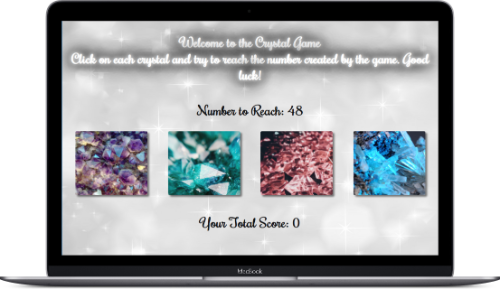 Welcome to the Crystal Game
Click on each crystal and try to reach the number created by the game. Good
luck!
Number to Reach: 48
Your Total Score: 0
MacBook